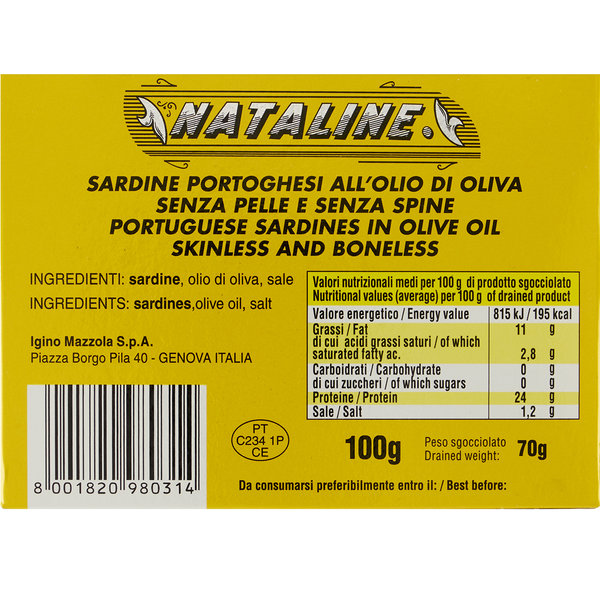 NATALINE.
SARDINE PORTOGHESI ALL'OLIO DI OLIVA
SENZA PELLE E SENZA SPINE
PORTUGUESE SARDINES IN OLIVE OIL
SKINLESS AND BONELESS
INGREDIENTI: sardine, olio di oliva, sale
INGREDIENTS: sardines,olive oil, salt
Igino Mazzola S.p.A.
Piazza Borgo Pila 40 - GENOVA ITALIA
Valori nutrizionali medi per 100 g di prodotto sgocciolato
Nutritional values (average) per 100 g of drained product
Valore energetico / Energy value 815 kJ / 195 kcal
Grassi / Fat 11 g
di cui acidi grassi saturi / of which
saturated fatty ac. 2,8 g
Carboidrati / Carbohydrate 0 g
di cui zuccheri / of which sugars 0 g
Proteine / Protein 24 g
Sale / Salt 1,2 g
8 001820 980314
PT
C234 1P
CE
100g
Peso sgocciolato
Drained weight: 70g
Da consumarsi preferibilmente entro il: / Best before: